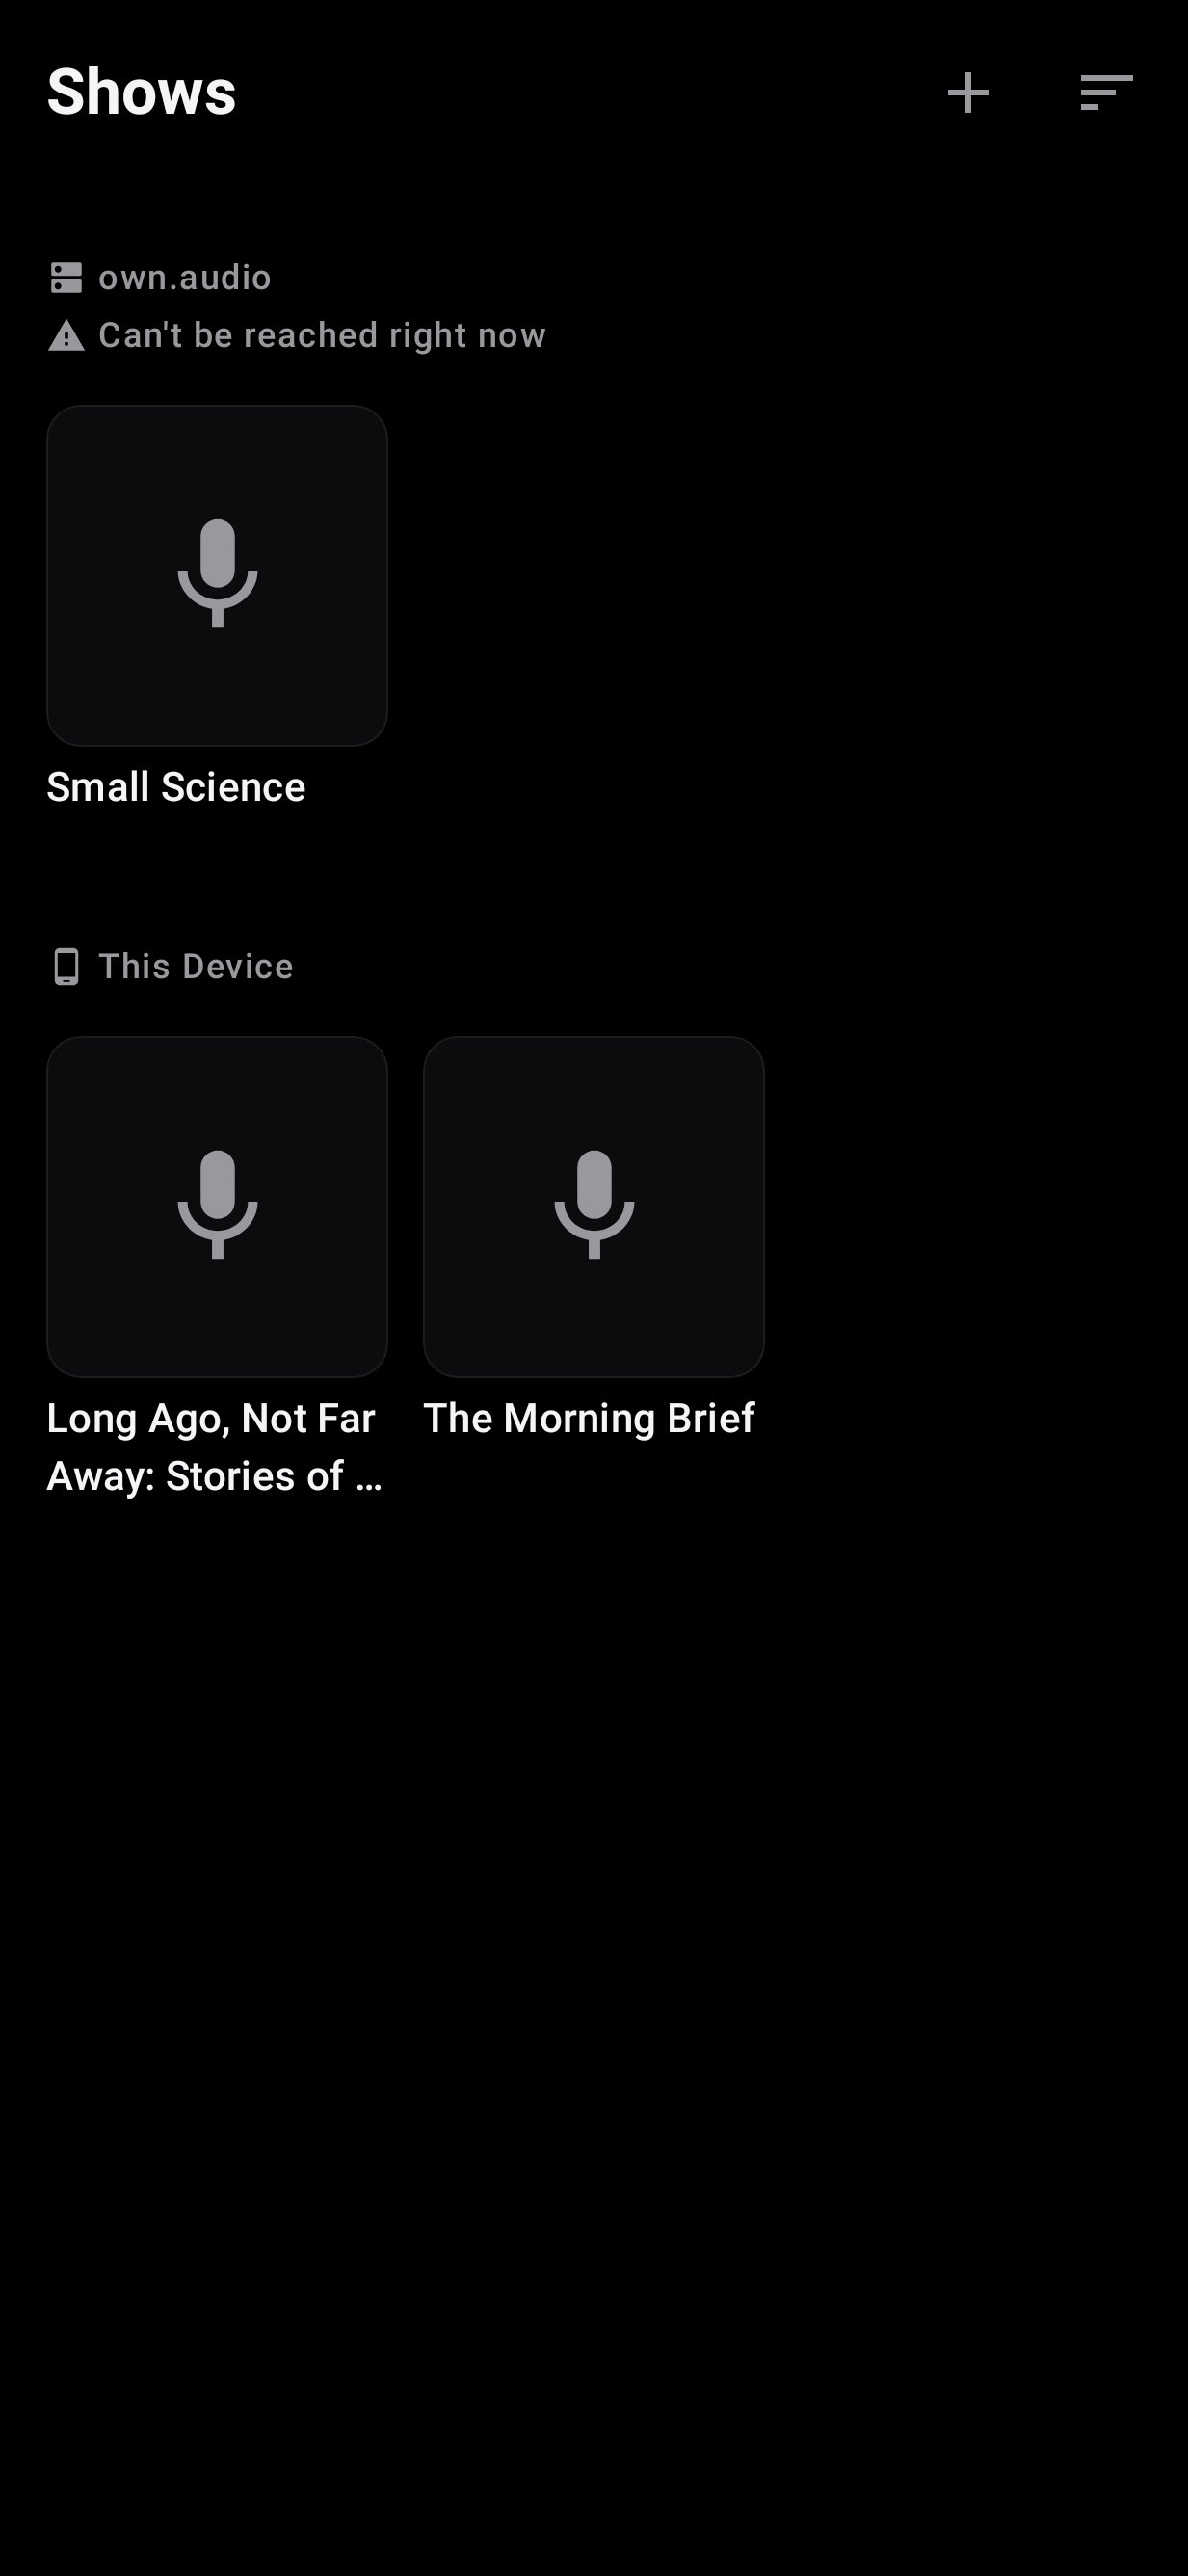 Shows
own.audio
Can't be reached right now
Small Science
This Device
Long Ago, Not Far
Away: Stories of …
The Morning Brief